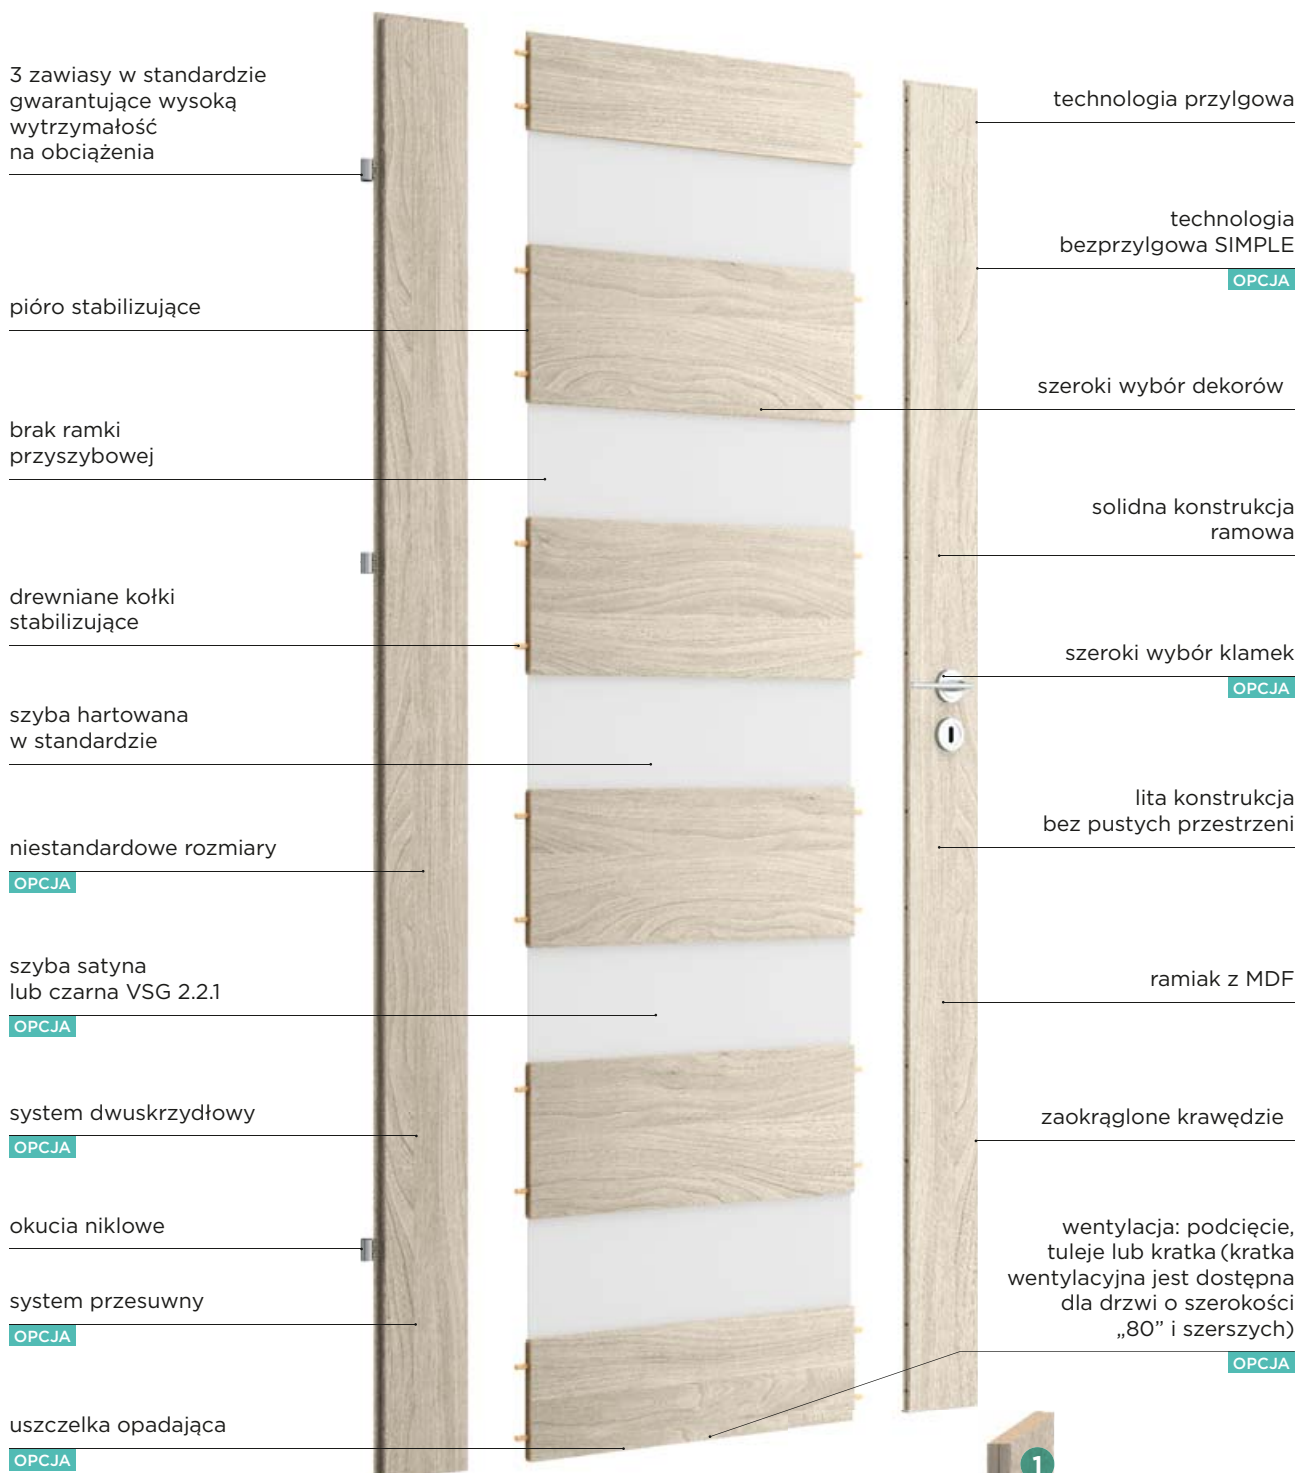 3 zawiasy w standardzie
gwarantujące wysoką
wytrzymałość
na obciążenia
pióro stabilizujące
brak ramki
przyszybowej
drewniane kołki
stabilizujące
szyba hartowana
w standardzie
niestandardowe rozmiary
OPCJA
szyba satyna
lub czarna VSG 2.2.1
OPCJA
system dwuskrzydłowy
OPCJA
okucia niklowe
system przesuwny
OPCJA
uszczelka opadająca
OPCJA
technologia przylgowa
technologia
bezprzylgowa SIMPLE
OPCJA
szeroki wybór dekorów
solidna konstrukcja
ramowa
szeroki wybór klamek
OPCJA
lita konstrukcja
bez pustych przestrzeni
ramiak z MDF
zaokrąglone krawędzie
wentylacja: podcięcie,
tuleje lub kratka (kratka
wentylacyjna jest dostępna
dla drzwi o szerokości
„80” i szerszych)
OPCJA
1